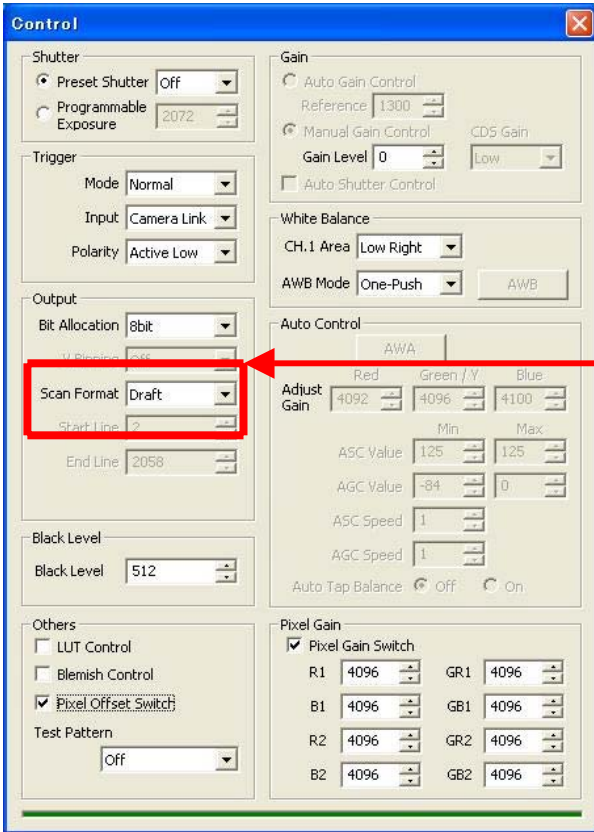 Control
Shutter
Preset Shutter Off
Programmable Exposure 2072
Trigger
Mode Normal
Input Camera Link
Polarity Active Low
Output
Bit Allocation 8bit
V Binning Off
Scan Format Draft
Start Line 2
End Line 2058
Black Level
Black Level 512
Others
LUT Control
Blemish Control
Pixel Offset Switch
Test Pattern
Off
Gain
Auto Gain Control
Reference 1300
Manual Gain Control CDS Gain
Gain Level 0 Low
Auto Shutter Control
White Balance
CH.1 Area Low Right
AWB Mode One-Push AWB
Auto Control
AWA
Red Green / Y Blue
Adjust Gain 4092 4096 4100
Min Max
ASC Value 125 125
AGC Value -84 0
ASC Speed 1
AGC Speed 1
Auto Tap Balance Off On
Pixel Gain
Pixel Gain Switch
R1 4096 GR1 4096
B1 4096 GB1 4096
R2 4096 GR2 4096
B2 4096 GB2 4096